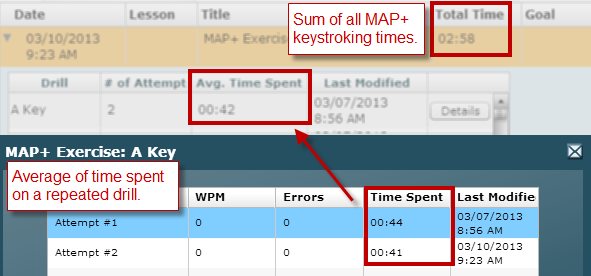 Date Lesson Title Total Time Goal
Sum of all MAP+
keystroking times.
03/10/2013
9:23 AM
MAP+ Exercis
02:58
Drill # of Attempt Avg. Time Spent Last Modified
A Key 2 00:42 03/07/2013
8:56 AM
Details
MAP+ Exercise: A Key
Average of time spent
on a repeated drill.
WPM Errors Time Spent Last Modifie
Attempt #1 0 0 00:44 03/07/2013
8:56 AM
Attempt #2 0 0 00:41 03/10/2013
9:23 AM